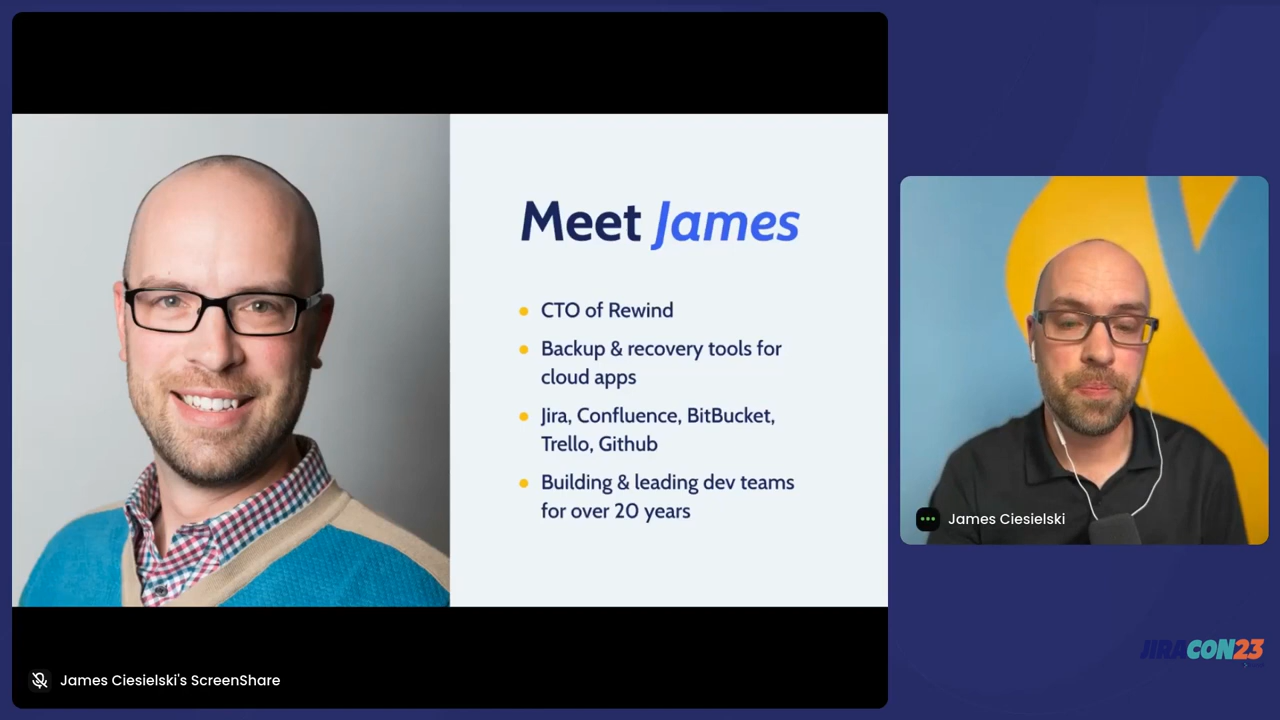 Meet James
CTO of Rewind
Backup & recovery tools for
cloud apps
Jira, Confluence, BitBucket,
Trello, Github
Building & leading dev teams
for over 20 years
James Ciesielski's ScreenShare
James Ciesielski
JIRACON23